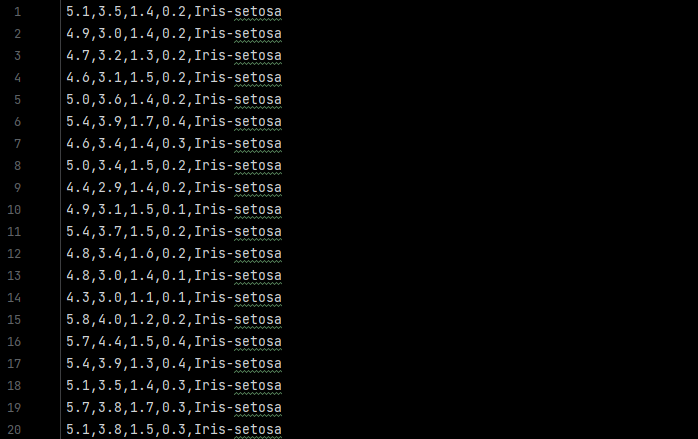 1 5.1,3.5,1.4,0.2,Iris-setosa
2 4.9,3.0,1.4,0.2,Iris-setosa
3 4.7,3.2,1.3,0.2,Iris-setosa
4 4.6,3.1,1.5,0.2,Iris-setosa
5 5.0,3.6,1.4,0.2,Iris-setosa
6 5.4,3.9,1.7,0.4,Iris-setosa
7 4.6,3.4,1.4,0.3,Iris-setosa
8 5.0,3.4,1.5,0.2,Iris-setosa
9 4.4,2.9,1.4,0.2,Iris-setosa
10 4.9,3.1,1.5,0.1,Iris-setosa
11 5.4,3.7,1.5,0.2,Iris-setosa
12 4.8,3.4,1.6,0.2,Iris-setosa
13 4.8,3.0,1.4,0.1,Iris-setosa
14 4.3,3.0,1.1,0.1,Iris-setosa
15 5.8,4.0,1.2,0.2,Iris-setosa
16 5.7,4.4,1.5,0.4,Iris-setosa
17 5.4,3.9,1.3,0.4,Iris-setosa
18 5.1,3.5,1.4,0.3,Iris-setosa
19 5.7,3.8,1.7,0.3,Iris-setosa
20 5.1,3.8,1.5,0.3,Iris-setosa